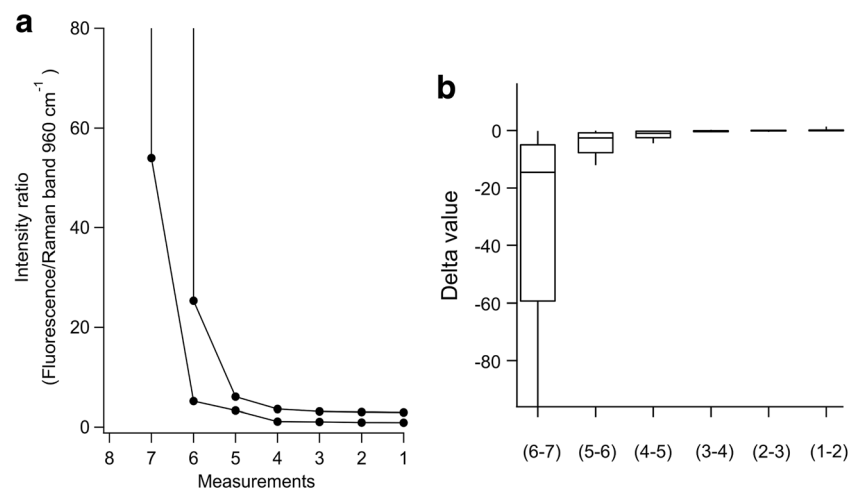 a
80
60
40
20
0
Intensity ratio
(Fluorescence/Raman band 960 cm⁻¹ )
8 7 6 5 4 3 2 1
Measurements
b
0
-20
-40
-60
-80
Delta value
(6-7) (5-6) (4-5) (3-4) (2-3) (1-2)